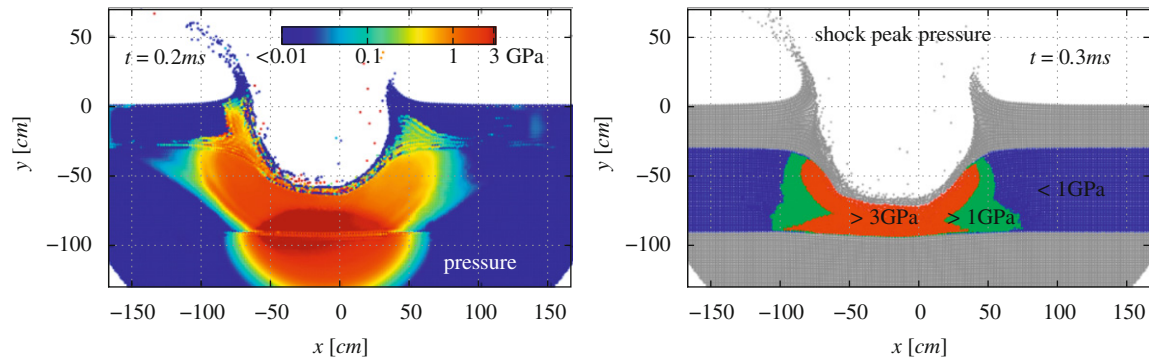 50
0
−50
−100
y [cm]
t = 0.2ms
<0.01 0.1 1 3 GPa
pressure
−150 −100 −50 0 50 100 150
x [cm]
50
0
−50
−100
y [cm]
shock peak pressure
t = 0.3ms
< 1GPa
> 3GPa > 1GPa
−150 −100 −50 0 50 100 150
x [cm]